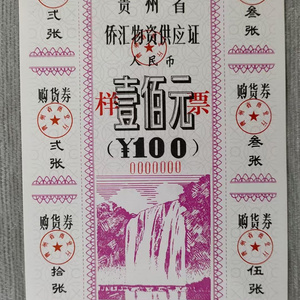 贵州省
侨汇物资供应证
人民币
样 壹佰元 票
(¥100)
0000000
贰张
购货券
贰张
购货券
拾张
叁张
购货券
叁张
购货券
伍张